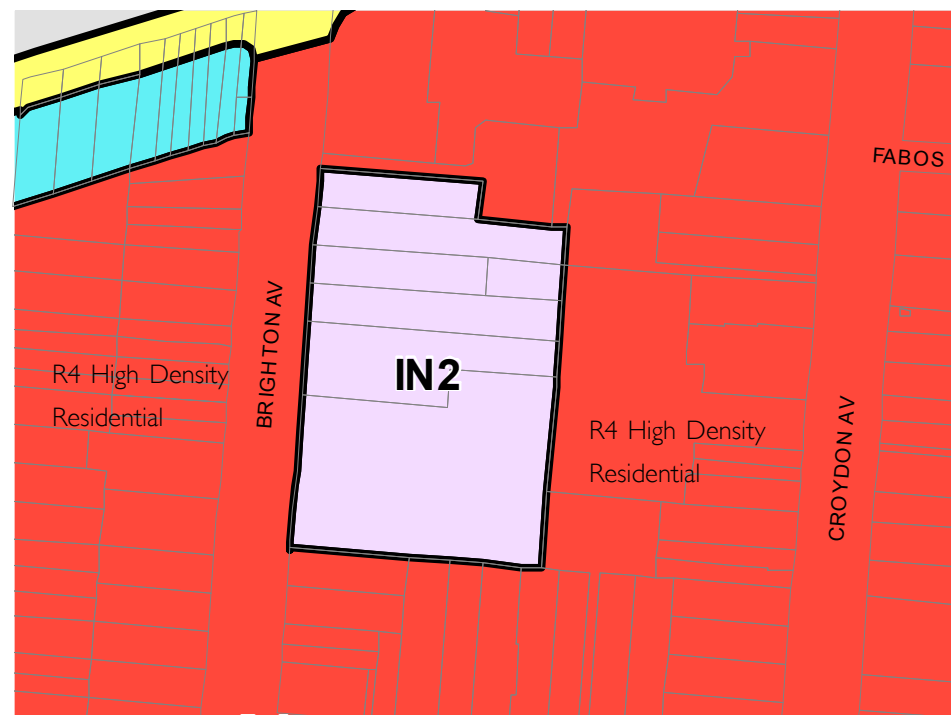 FABOS
BRIGHTON AV
R4 High Density
Residential
IN2
R4 High Density
Residential
CROYDON AV